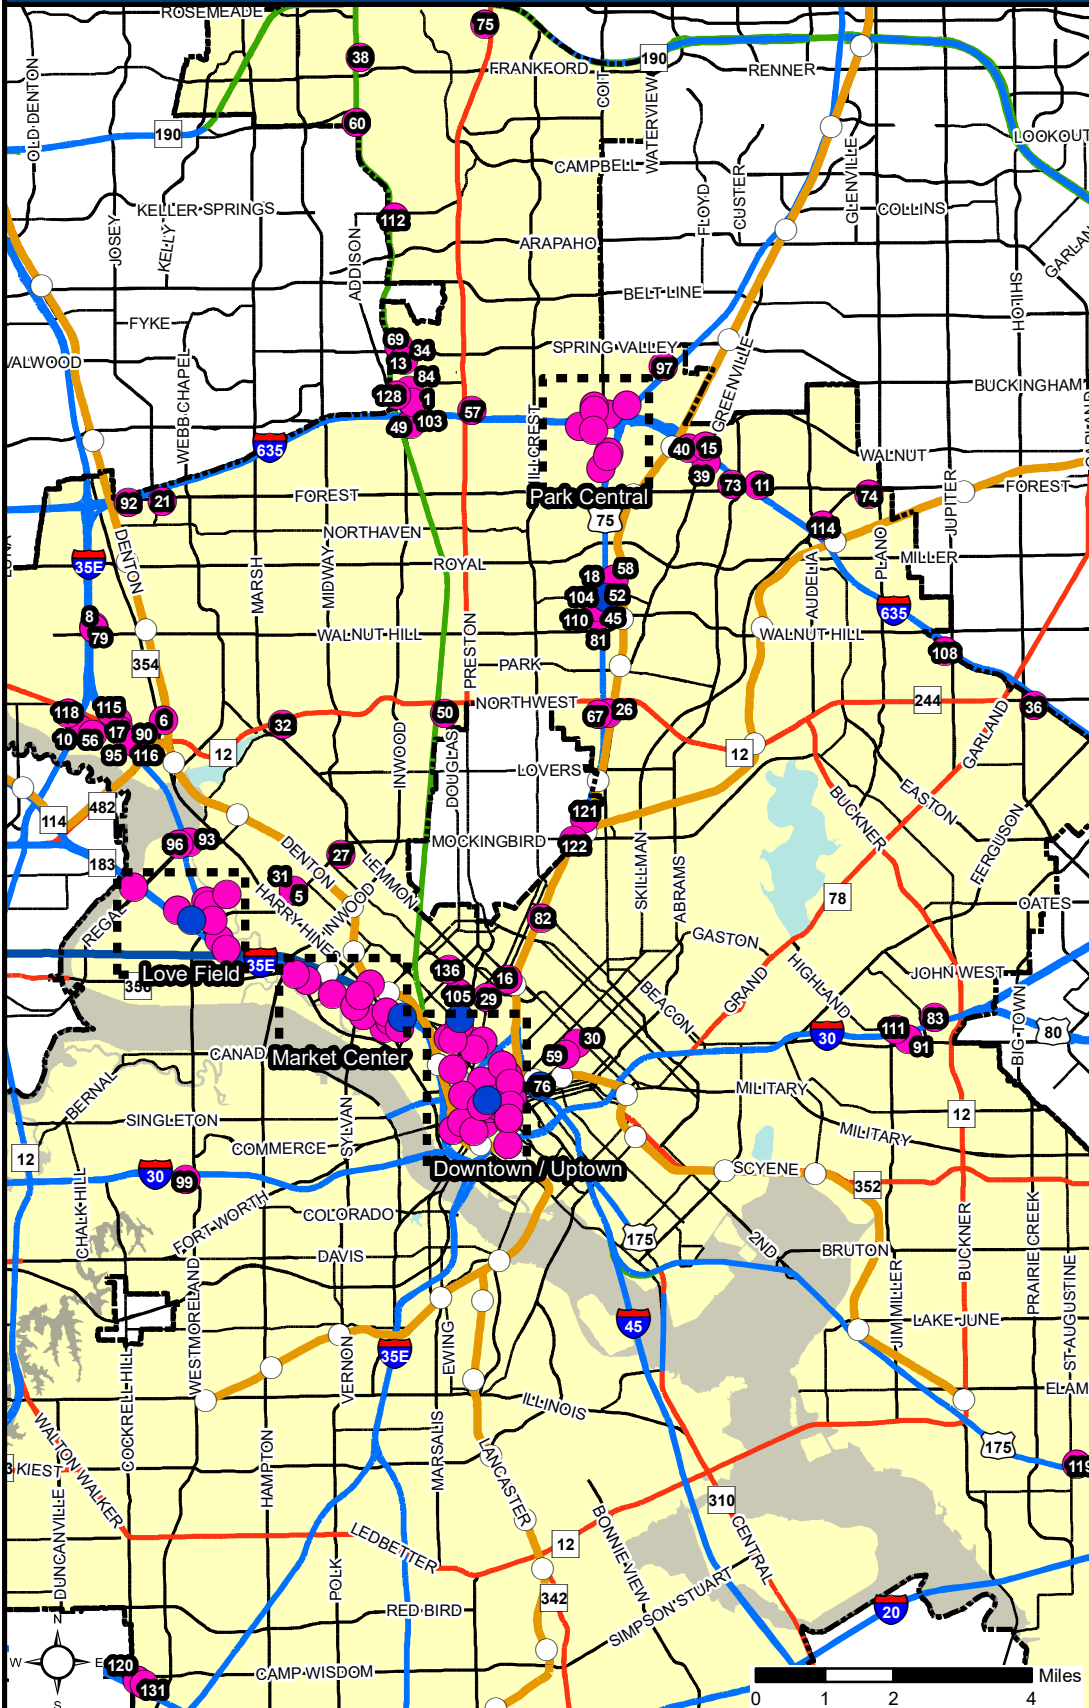 ROSEMEADE
75
OLD DENTON
38
FRANKFORD
190
RENNER
COIT
WATERVIEW
60
190
LOOKOUT
CAMPBELL
FLOYD
CUSTER
GLENVILLE
KELLER SPRINGS
COLLINS
JOSEY
KELLY
ADDISON
112
ARAPAHO
BELT LINE
FYKE
69
34
13
SPRING VALLEY
97
GREENVILLE
84
128
1
103
49
57
WEBB CHAPEL
BUCKINGHAM
635
40
15
39
WALNUT
JUPITER
92
21
FOREST
Park Central
73
11
74
FOREST
75
NORTHAVEN
114
DENTON
MARSH
MIDWAY
ROYAL
AUDELIA
PLANO
MILLER
35E
18
58
104
52
110
45
81
635
8
79
WALNUT HILL
WALNUT HILL
PRESTON
354
PARK
108
118
115
6
50
NORTHWEST
67
26
244
36
10
56
17
90
95
116
32
12
12
INWOOD
DOUGLAS
LOVERS
GARLAND
482
114
121
MOCKINGBIRD
122
BUCKNER
EASTON
FERGUSON
183
96
93
27
DENTON
LEMMON
31
5
INWOOD
HARRY HINES
REGAL
SKILLMAN
ABRAMS
78
OATES
82
GASTON
Love Field
35E
136
16
105
29
BEACON
GRAND
HIGHLAND
JOHN WEST
BIG TOWN
83
111
91
30
80
Market Center
30
59
76
BERNAL
MILITARY
12
SINGLETON
SYLVAN
COMMERCE
MILITARY
12
Downtown / Uptown
SCYENE
352
30
99
CHALK HILL
FORT WORTH
COLORADO
175
2ND
DAVIS
BRUTON
BUCKNER
PRAIRIE CREEK
WESTMORELAND
JIM MILLER
ST AUGUSTINE
45
LAKE JUNE
35E
EWING
VERNON
COCKRELL HILL
ELAM
ILLINOIS
WALTON WALKER
HAMPTON
MARSALIS
LANCASTER
175
KIEST
119
DUNCANVILLE
310
BONNIE VIEW
CENTRAL
LEDBETTER
12
POLK
342
RED BIRD
SIMPSON STUART
20
N
W
E
S
120
131
CAMP WISDOM
Miles
0 1 2 4